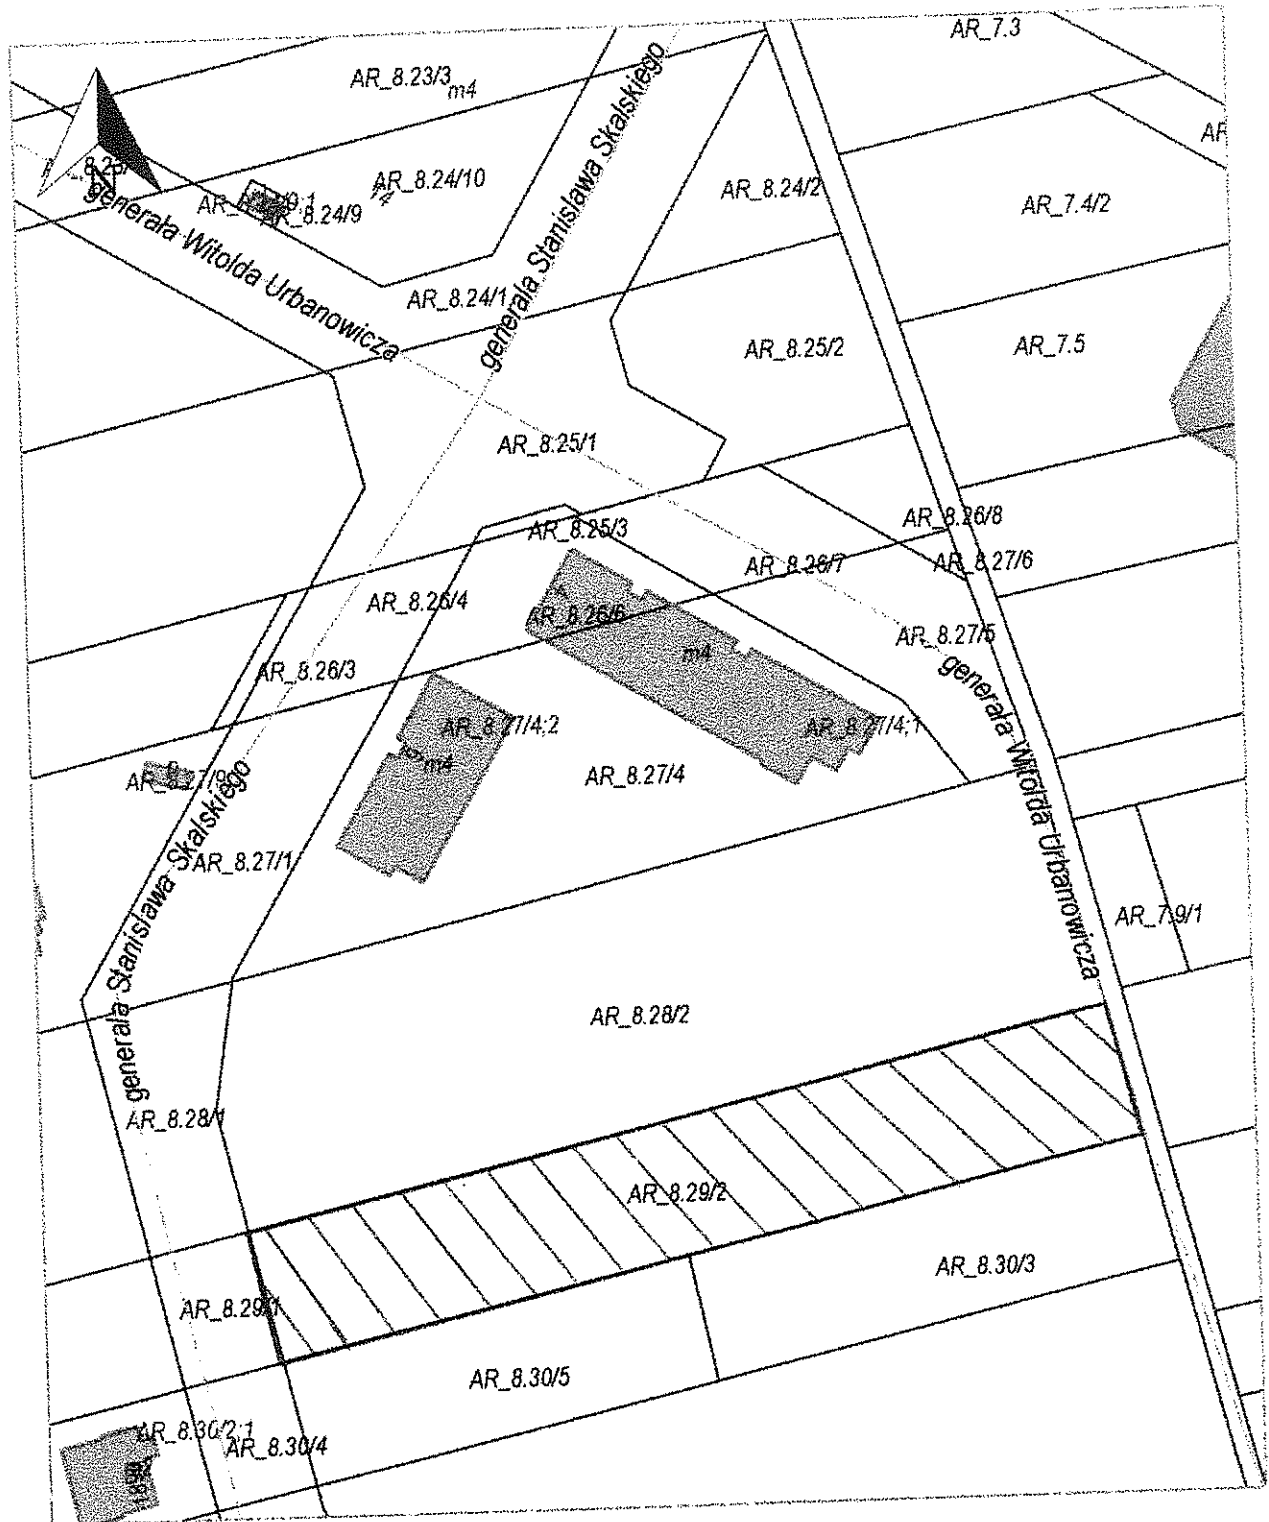 AR_7.3
AR_8.23/3
m4
AR
N
generała Witolda Urbanowicza
AR_8.24/9
AR_8.24/10
AR_8.24/2
AR_7.4/2
generała Stanisława Skalskiego
AR_8.24/1
AR_8.25/2
AR_7.5
AR_8.25/1
AR_8.25/3
AR_8.26/8
AR_8.26/7
AR_8.27/6
AR_8.26/4
AR_8.26/6
AR_8.27/5
m4
AR_8.26/3
generała Witolda Urbanowicza
AR_8.27/4;2
AR_8.27/4;1
m4
AR_8.27/4
AR_8.27/9
generała Stanisława Skalskiego
AR_8.27/1
AR_7.9/1
AR_8.28/2
AR_8.28/1
AR_8.29/2
AR_8.30/3
AR_8.29/1
AR_8.30/5
AR_8.30/2;1
AR_8.30/4